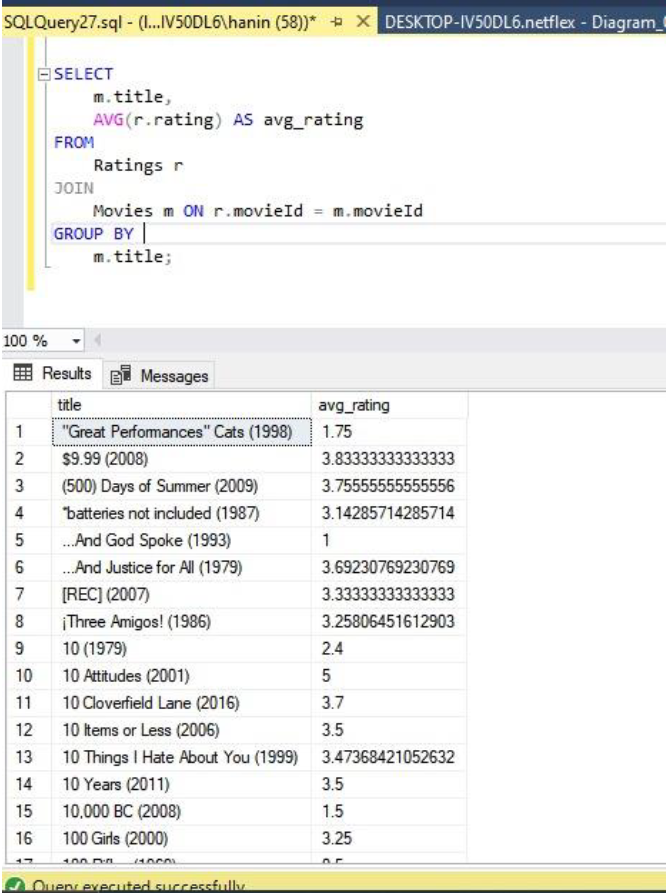 SQLQuery27.sql - (l...IV50DL6\hanin (58))* DESKTOP-IV50DL6.netflex - Diagram_
SELECT
m.title,
AVG(r.rating) AS avg_rating
FROM
Ratings r
JOIN
Movies m ON r.movieId = m.movieId
GROUP BY
m.title;
100 %
Results Messages
title avg_rating
1 "Great Performances" Cats (1998) 1.75
2 $9.99 (2008) 3.83333333333333
3 (500) Days of Summer (2009) 3.75555555555556
4 *batteries not included (1987) 3.14285714285714
5 ...And God Spoke (1993) 1
6 ...And Justice for All (1979) 3.69230769230769
7 [REC] (2007) 3.33333333333333
8 ¡Three Amigos! (1986) 3.25806451612903
9 10 (1979) 2.4
10 10 Attitudes (2001) 5
11 10 Cloverfield Lane (2016) 3.7
12 10 Items or Less (2006) 3.5
13 10 Things I Hate About You (1999) 3.47368421052632
14 10 Years (2011) 3.5
15 10,000 BC (2008) 1.5
16 100 Girls (2000) 3.25
17 100
Query executed successfully